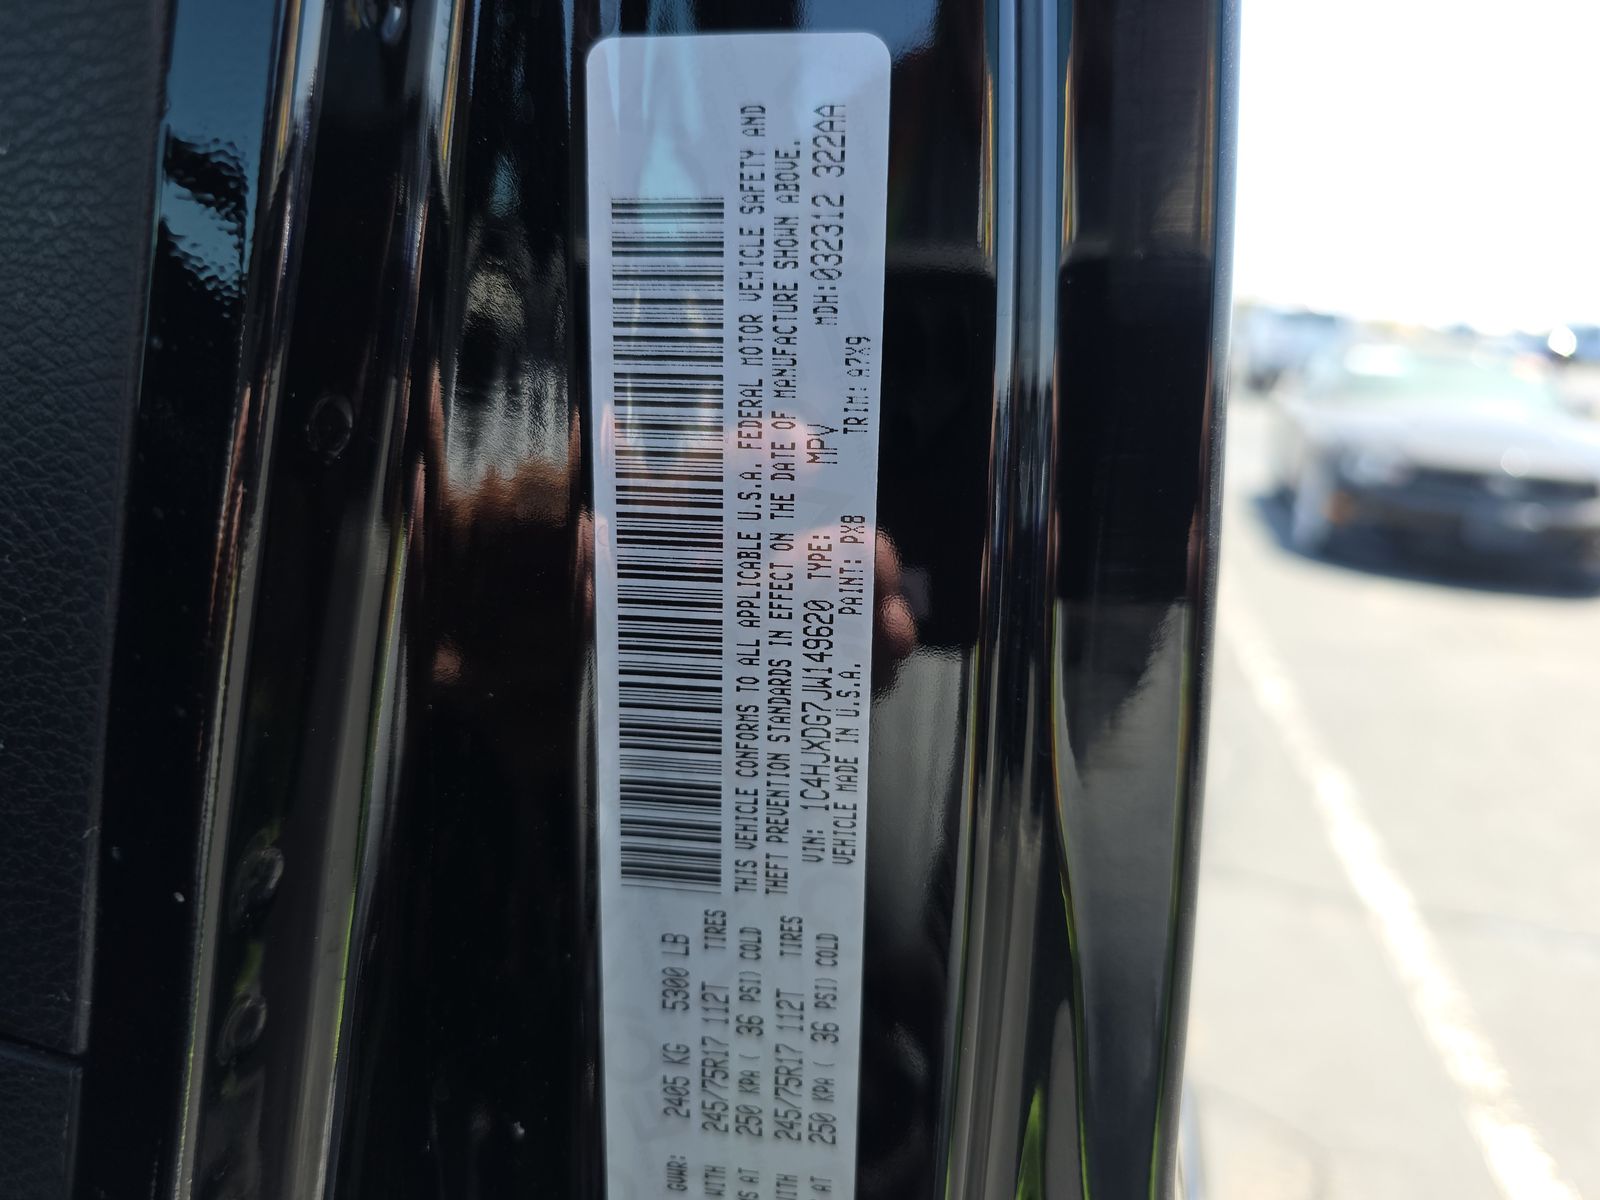 GVWR: 2405 KG 5300 LB
WITH 245/75R17 112T TIRES
S AT 250 KPA ( 36 PSI) COLD
WITH 245/75R17 112T TIRES
AT 250 KPA ( 36 PSI) COLD
THIS VEHICLE CONFORMS TO ALL APPLICABLE U.S.A. FEDERAL MOTOR VEHICLE SAFETY AND
THEFT PREVENTION STANDARDS IN EFFECT ON THE DATE OF MANUFACTURE SHOWN ABOVE.
VIN: 1C4HJXDG7JW149620 TYPE: MPV MDH:032312 322AA
VEHICLE MADE IN U.S.A. PAINT: PX8 TRIM: A7X9